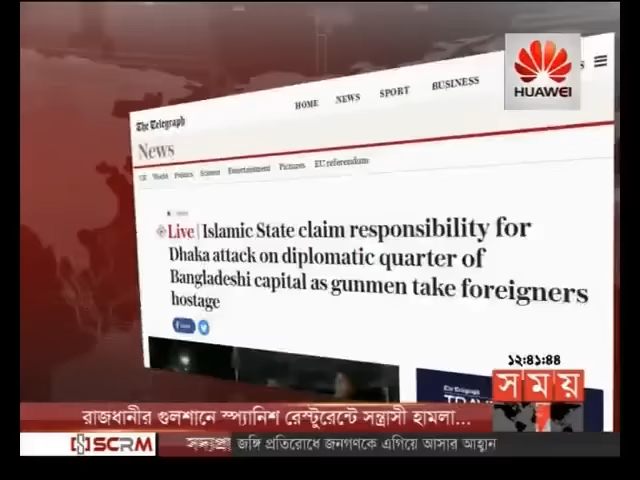 HUAWEI
The Telegraph
HOME NEWS SPORT BUSINESS
News
UK World Politics Science Entertainment Pictures EU referendum
Live | Islamic State claim responsibility for
Dhaka attack on diplomatic quarter of
Bangladeshi capital as gunmen take foreigners
hostage
The Telegraph
১২:৪১:৪৪
সময়
রাজধানীর গুলশানে স্প্যানিশ রেস্টুরেন্টে সন্ত্রাসী হামলা...
SCRM জঙ্গি প্রতিরোধে জনগণকে এগিয়ে আসার আহ্বান